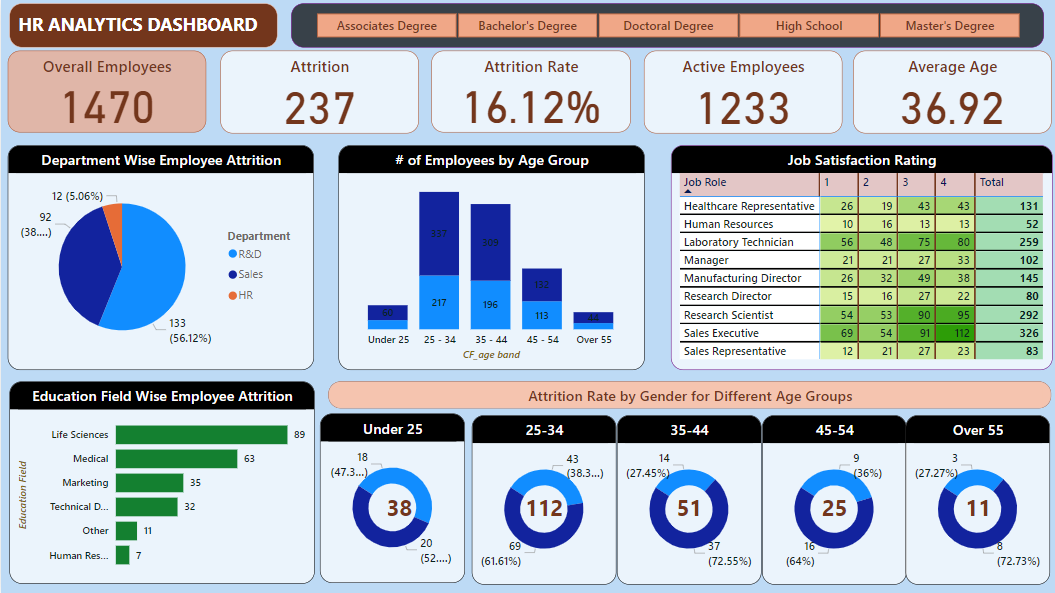 HR ANALYTICS DASHBOARD
Associates Degree
Bachelor's Degree
Doctoral Degree
High School
Master's Degree
Overall Employees
1470
Attrition
237
Attrition Rate
16.12%
Active Employees
1233
Average Age
36.92
Department Wise Employee Attrition
12 (5.06%)
92
(38....)
133
(56.12%)
Department
R&D
Sales
HR
# of Employees by Age Group
60
337
217
309
196
132
113
44
Under 25 25 - 34 35 - 44 45 - 54 Over 55
CF_age band
Job Satisfaction Rating
Job Role 1 2 3 4 Total
Healthcare Representative 26 19 43 43 131
Human Resources 10 16 13 13 52
Laboratory Technician 56 48 75 80 259
Manager 21 21 27 33 102
Manufacturing Director 26 32 49 38 145
Research Director 15 16 27 22 80
Research Scientist 54 53 90 95 292
Sales Executive 69 54 91 112 326
Sales Representative 12 21 27 23 83
Education Field Wise Employee Attrition
Education Field
Life Sciences 89
Medical 63
Marketing 35
Technical D... 32
Other 11
Human Res... 7
Attrition Rate by Gender for Different Age Groups
Under 25
18
(47.3...)
38
20
(52....)
25-34
43
(38.3...)
112
69
(61.61%)
35-44
14
(27.45%)
51
37
(72.55%)
45-54
9
(36%)
25
16
(64%)
Over 55
3
(27.27%)
11
8
(72.73%)